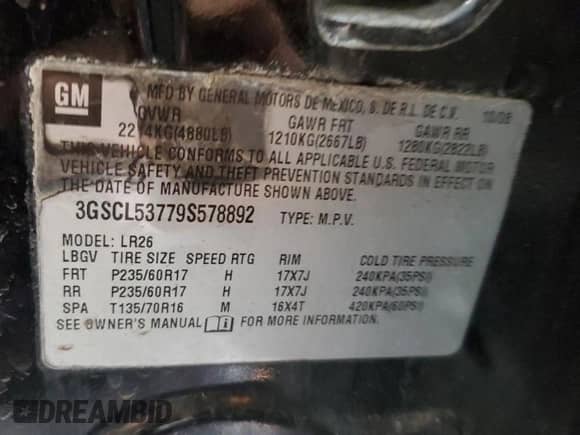 GM MFD BY GENERAL MOTORS DE MEXICO, S. DE R.L. DE C.V. 10/08
GVWR GAWR FRT GAWR RR
2214KG(4880LB) 1210KG(2667LB) 1280KG(2822LB)
THIS VEHICLE CONFORMS TO ALL APPLICABLE U.S. FEDERAL MOTOR
VEHICLE SAFETY AND THEFT PREVENTION STANDARDS IN EFFECT ON
THE DATE OF MANUFACTURE SHOWN ABOVE.
3GSCL53779S578892 TYPE: M.P.V.
MODEL: LR26
LBGV TIRE SIZE SPEED RTG RIM COLD TIRE PRESSURE
FRT P235/60R17 H 17X7J 240KPA(35PSI)
RR P235/60R17 H 17X7J 240KPA(35PSI)
SPA T135/70R16 M 16X4T 420KPA(60PSI)
SEE OWNER'S MANUAL i FOR MORE INFORMATION.
DREAMBID